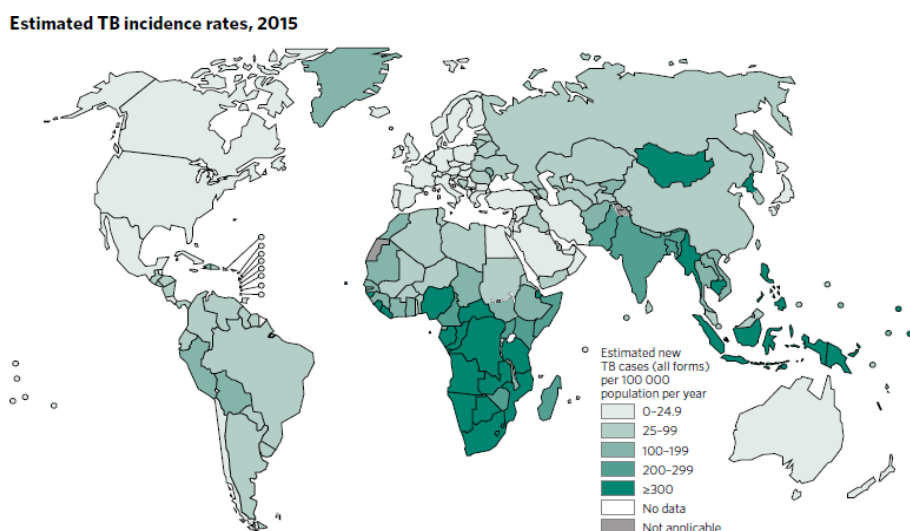 Estimated TB incidence rates, 2015
Estimated new
TB cases (all forms)
per 100 000
population per year
0–24.9
25–99
100–199
200–299
≥300
No data
Not applicable